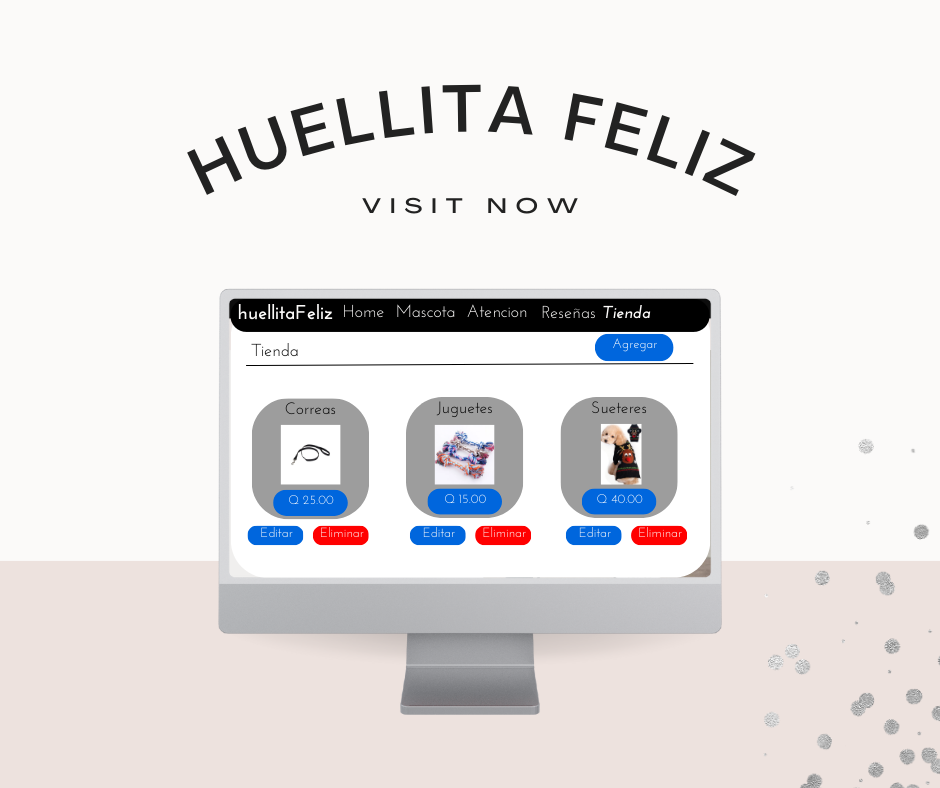 HUELLITA FELIZ
VISIT NOW
huellitaFeliz Home Mascota Atencion Reseñas Tienda
Tienda Agregar
Correas Juguetes Sueteres
Q 25.00 Q 15.00 Q 40.00
Editar Eliminar Editar Eliminar Editar Eliminar